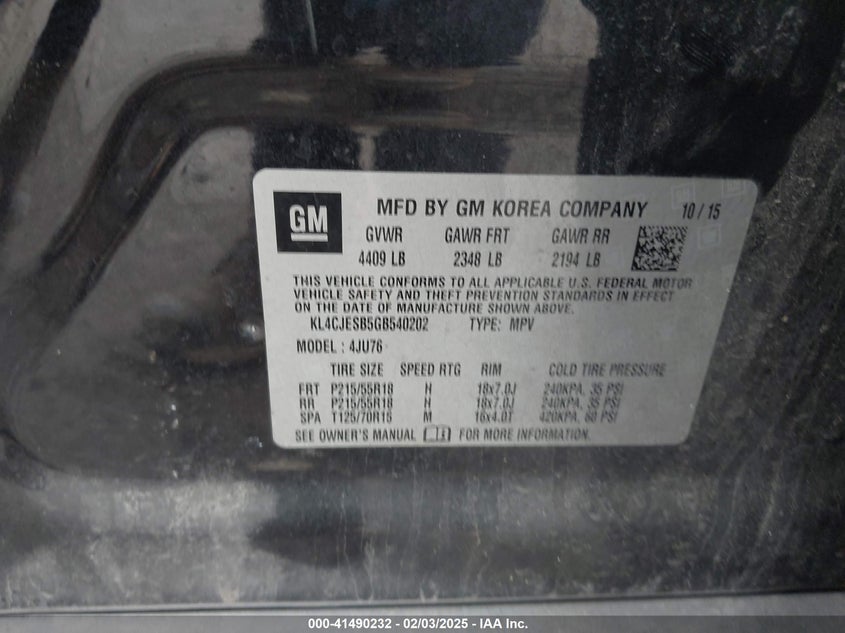 GM
MFD BY GM KOREA COMPANY 10 / 15
GVWR GAWR FRT GAWR RR
4409 LB 2348 LB 2194 LB
THIS VEHICLE CONFORMS TO ALL APPLICABLE U.S. FEDERAL MOTOR
VEHICLE SAFETY AND THEFT PREVENTION STANDARDS IN EFFECT
ON THE DATE OF MANUFACTURE SHOWN ABOVE.
KL4CJESB5GB540202 TYPE: MPV
MODEL : 4JU76
TIRE SIZE SPEED RTG RIM COLD TIRE PRESSURE
FRT P215/55R18 H 18x7.0J 240KPA, 35 PSI
RR P215/55R18 H 18x7.0J 240KPA, 35 PSI
SPA T125/70R16 M 16x4.0T 420KPA, 60 PSI
SEE OWNER'S MANUAL FOR MORE INFORMATION.
000-41490232 - 02/03/2025 - IAA Inc.